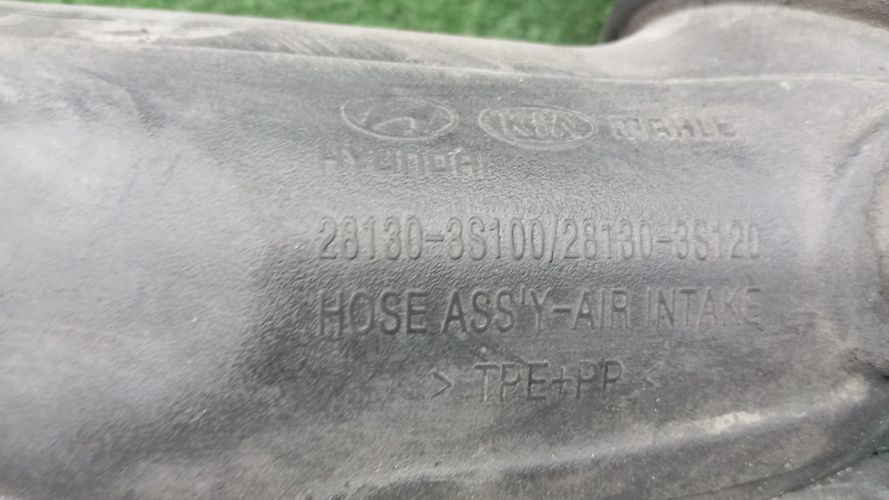 KIA MAHLE
HYUNDAI
28130-3S100/28130-3S120
HOSE ASS'Y-AIR INTAKE
> TPE+PP <